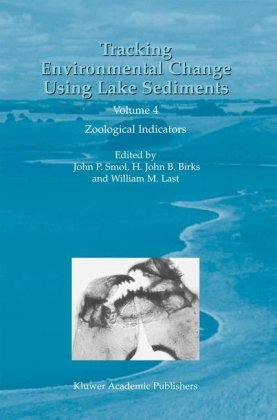 Tracking
Environmental Change
Using Lake Sediments
Volume 4
Zoological Indicators
Edited by
John P. Smol, H. John B. Birks
and William M. Last
Kluwer Academic Publishers